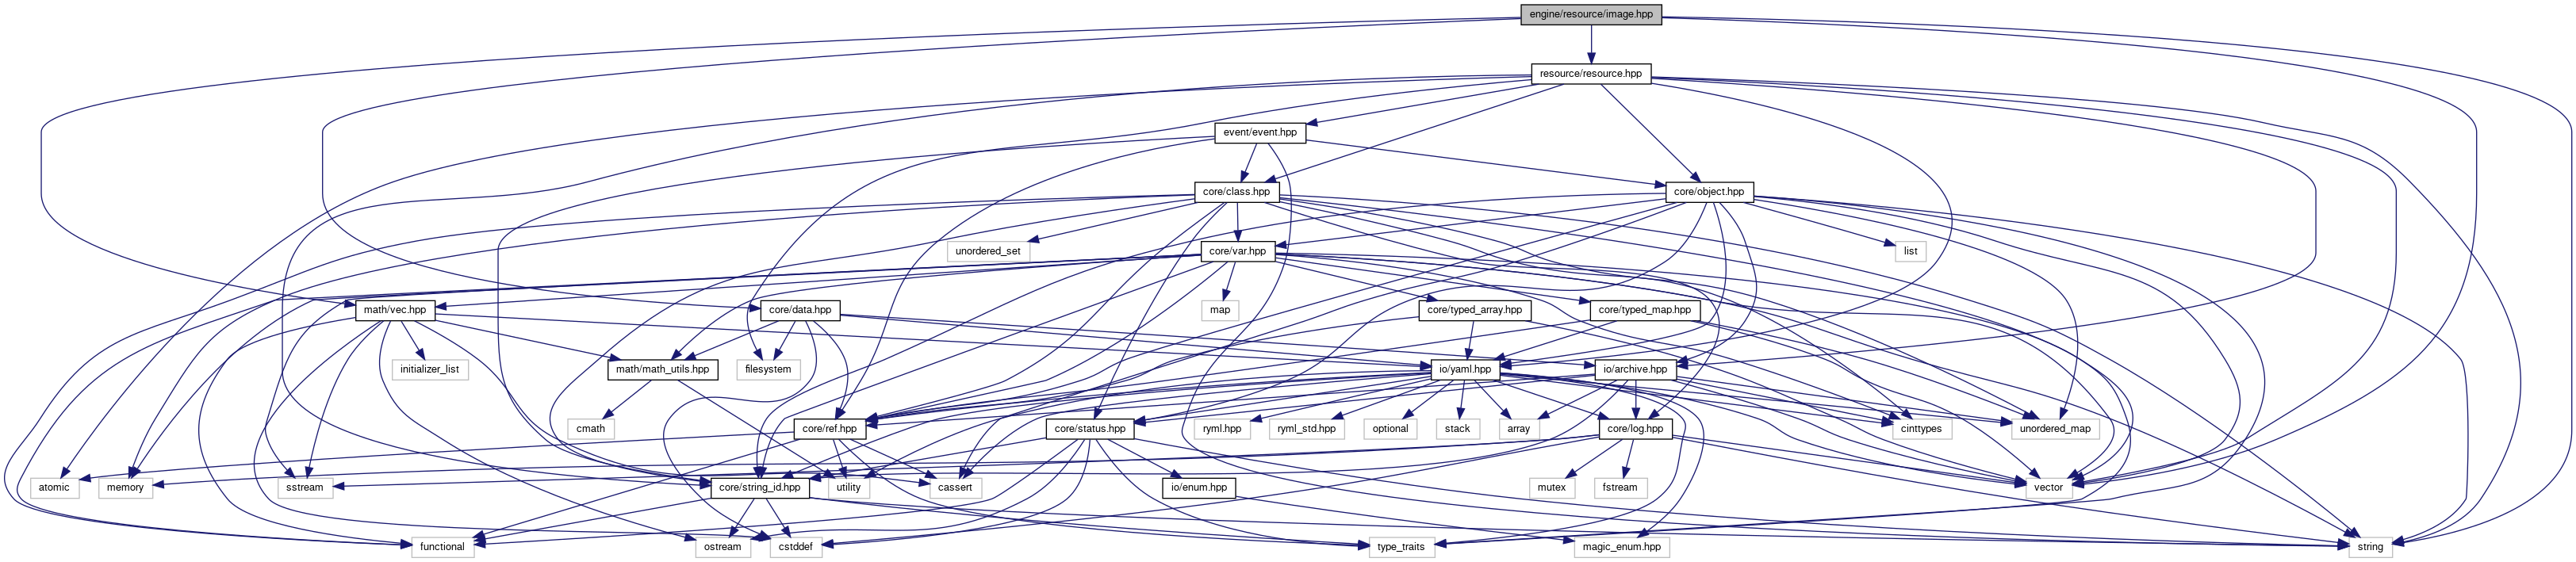 engine/resource/image.hpp
resource/resource.hpp
event/event.hpp
core/class.hpp
core/object.hpp
unordered_set
core/var.hpp
list
math/vec.hpp
core/data.hpp
map
core/typed_array.hpp
core/typed_map.hpp
initializer_list
math/math_utils.hpp
filesystem
io/yaml.hpp
io/archive.hpp
cmath
core/ref.hpp
core/status.hpp
ryml.hpp
ryml_std.hpp
optional
stack
array
core/log.hpp
cinttypes
unordered_map
atomic
memory
sstream
core/string_id.hpp
utility
cassert
io/enum.hpp
mutex
fstream
vector
functional
ostream
cstddef
type_traits
magic_enum.hpp
string